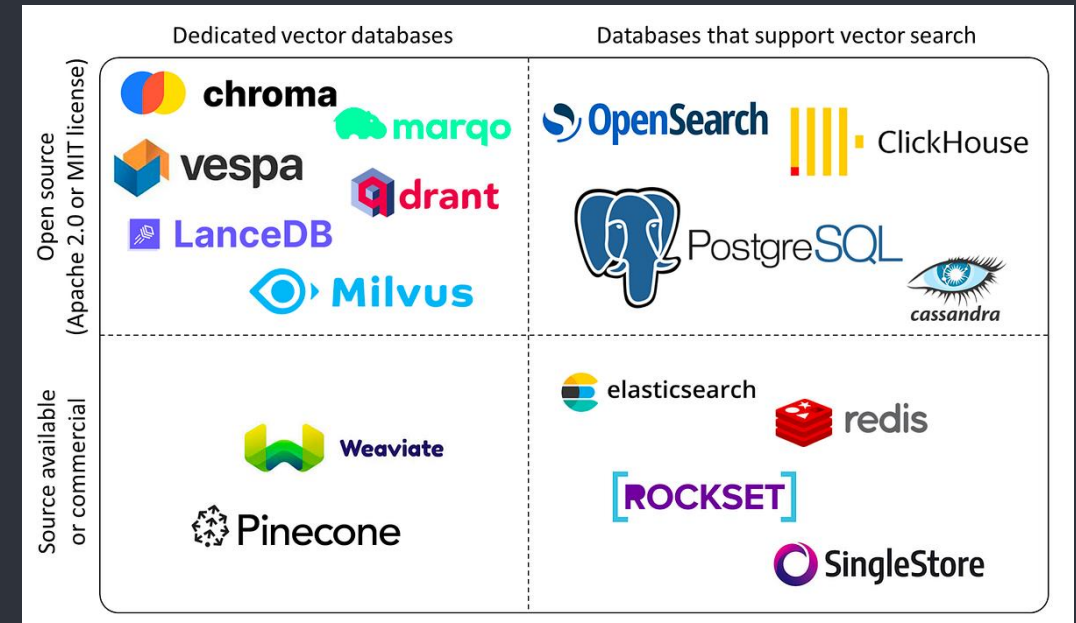 Dedicated vector databases
Databases that support vector search
Open source
(Apache 2.0 or MIT license)
chroma
marqo
vespa
qdrant
LanceDB
Milvus
OpenSearch
ClickHouse
PostgreSQL
cassandra
Source available
or commercial
Weaviate
Pinecone
elasticsearch
redis
[ROCKSET]
SingleStore